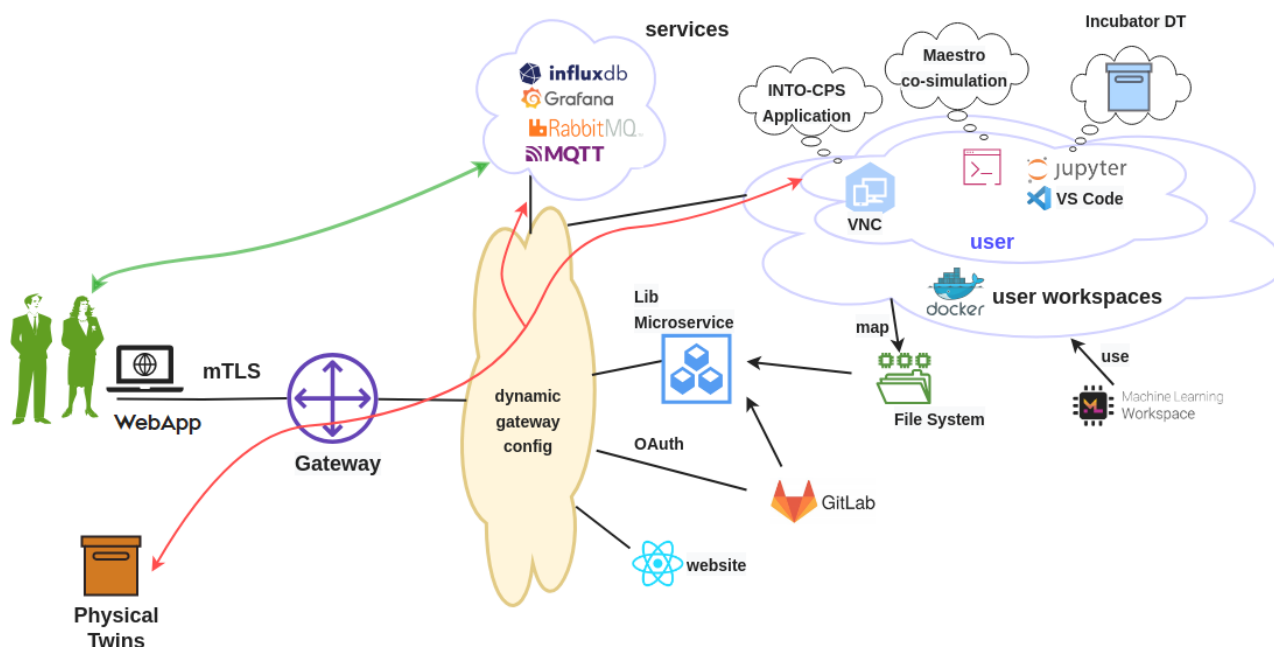 services
influxdb
Grafana
RabbitMQ
MQTT
INTO-CPS
Application
Maestro
co-simulation
Incubator DT
VNC
Jupyter
VS Code
user
docker
user workspaces
mTLS
WebApp
Gateway
dynamic
gateway
config
Lib
Microservice
map
File System
use
ML
Machine Learning
Workspace
OAuth
GitLab
website
Physical
Twins